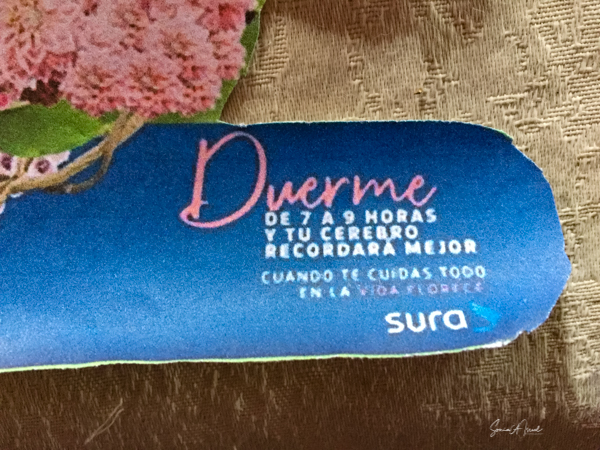 Duerme
DE 7 A 9 HORAS
Y TU CEREBRO
RECORDARÁ MEJOR
CUANDO TE CUIDAS TODO
EN LA VIDA FLORECE.
sura